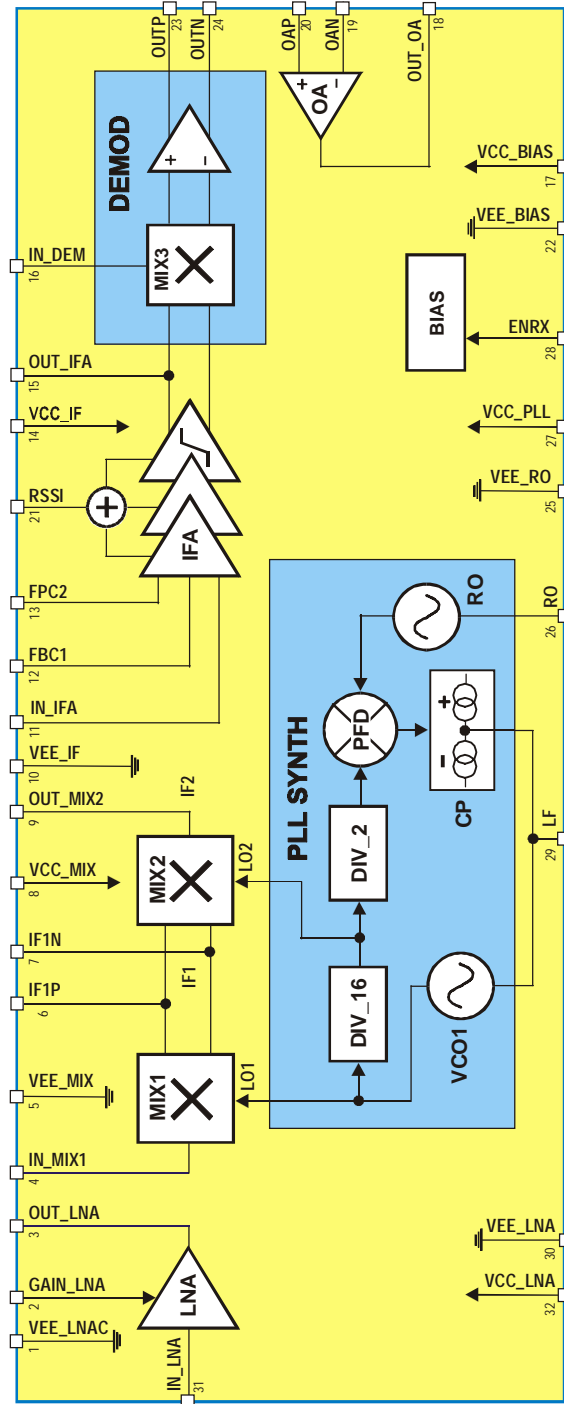 VEE_LNAC
1
GAIN_LNA
2
OUT_LNA
3
IN_MIX1
4
VEE_MIX
5
IF1P
6
IF1N
7
VCC_MIX
8
OUT_MIX2
9
VEE_IF
10
IN_IFA
11
FBC1
12
FPC2
13
RSSI
21
VCC_IF
14
OUT_IFA
15
IN_DEM
16
OUTP
23
OUTN
24
OAP
20
OAN
19
OUT_OA
18
IN_LNA
31
LNA
MIX1
LO1
IF1
MIX2
LO2
IF2
IFA
+
DEMOD
MIX3
+
−
OA
+
−
PLL SYNTH
DIV_16
DIV_2
PFD
RO
VCO1
CP
− +
BIAS
VCC_LNA
32
VEE_LNA
30
LF
29
RO
26
VEE_RO
25
VCC_PLL
27
ENRX
28
VEE_BIAS
22
VCC_BIAS
17